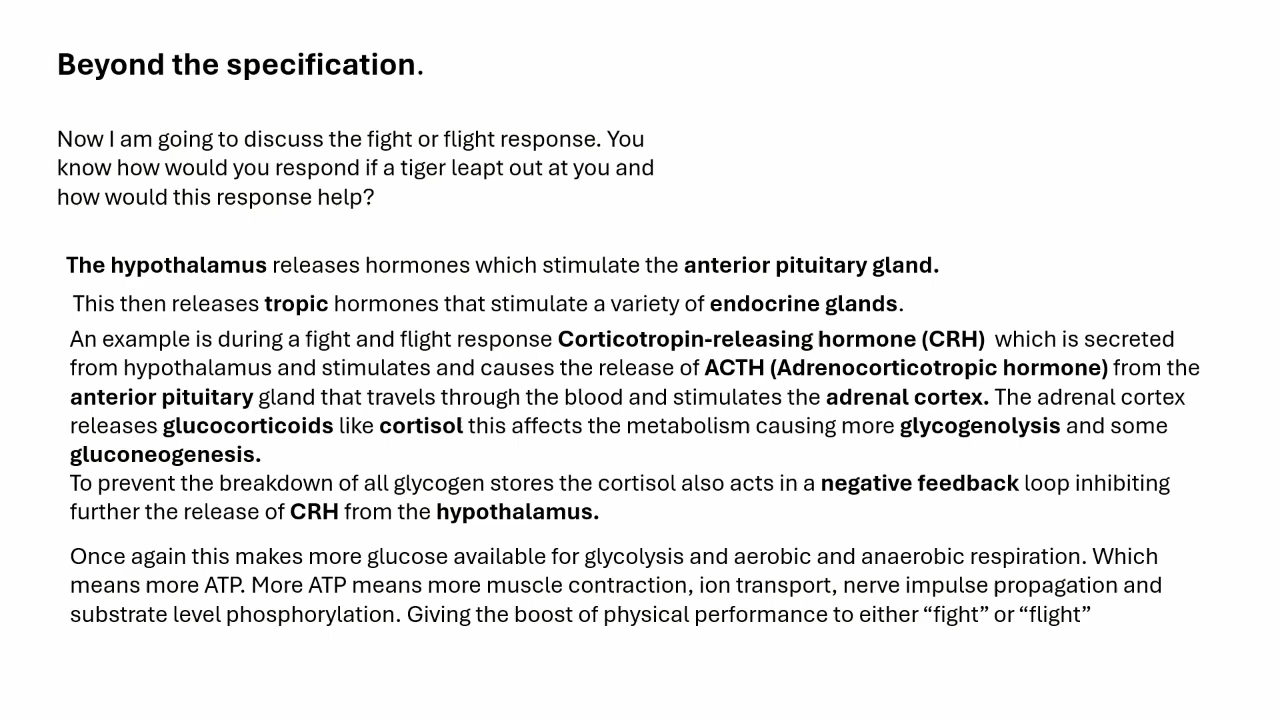 Beyond the specification.
Now I am going to discuss the fight or flight response. You
know how would you respond if a tiger leapt out at you and
how would this response help?
The hypothalamus releases hormones which stimulate the anterior pituitary gland.
This then releases tropic hormones that stimulate a variety of endocrine glands.
An example is during a fight and flight response Corticotropin-releasing hormone (CRH) which is secreted
from hypothalamus and stimulates and causes the release of ACTH (Adrenocorticotropic hormone) from the
anterior pituitary gland that travels through the blood and stimulates the adrenal cortex. The adrenal cortex
releases glucocorticoids like cortisol this affects the metabolism causing more glycogenolysis and some
gluconeogenesis.
To prevent the breakdown of all glycogen stores the cortisol also acts in a negative feedback loop inhibiting
further the release of CRH from the hypothalamus.
Once again this makes more glucose available for glycolysis and aerobic and anaerobic respiration. Which
means more ATP. More ATP means more muscle contraction, ion transport, nerve impulse propagation and
substrate level phosphorylation. Giving the boost of physical performance to either “fight” or “flight”